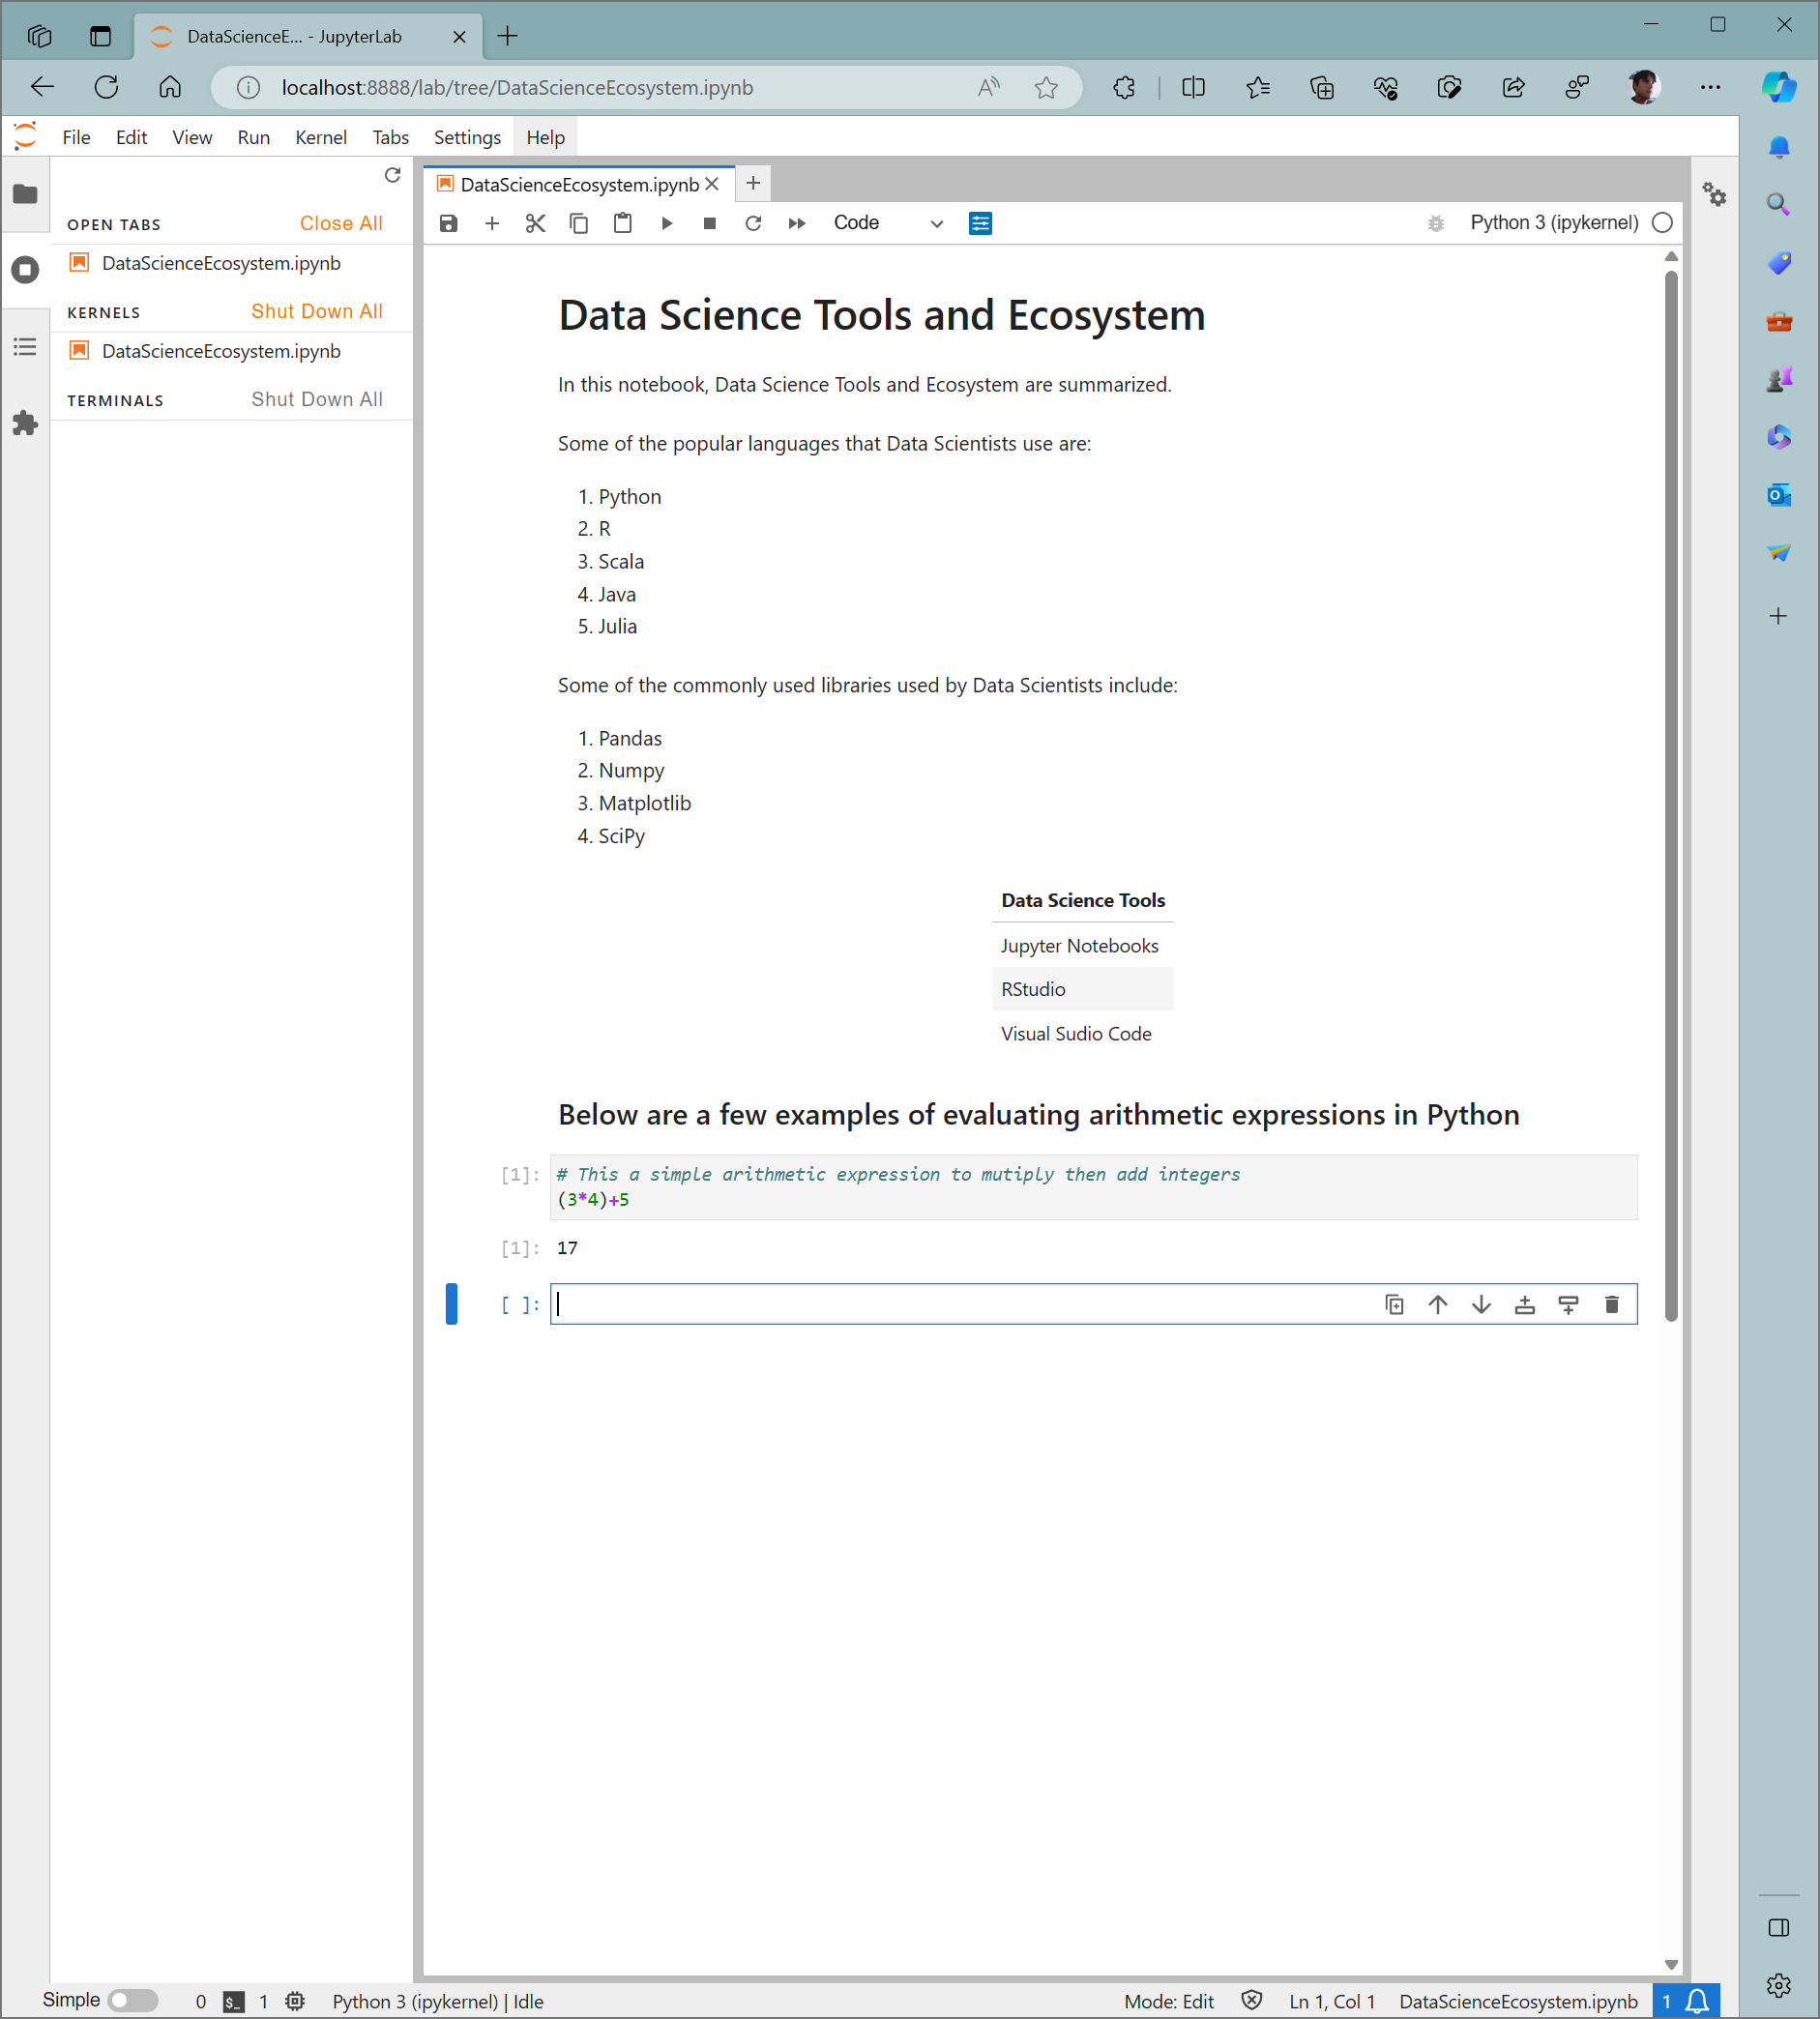 DataScienceE... - JupyterLab
localhost:8888/lab/tree/DataScienceEcosystem.ipynb
File Edit View Run Kernel Tabs Settings Help
OPEN TABS Close All
DataScienceEcosystem.ipynb
KERNELS Shut Down All
DataScienceEcosystem.ipynb
TERMINALS Shut Down All
DataScienceEcosystem.ipynb
Code Python 3 (ipykernel)
Data Science Tools and Ecosystem
In this notebook, Data Science Tools and Ecosystem are summarized.
Some of the popular languages that Data Scientists use are:
1. Python
2. R
3. Scala
4. Java
5. Julia
Some of the commonly used libraries used by Data Scientists include:
1. Pandas
2. Numpy
3. Matplotlib
4. SciPy
Data Science Tools
Jupyter Notebooks
RStudio
Visual Sudio Code
Below are a few examples of evaluating arithmetic expressions in Python
[1]: # This a simple arithmetic expression to mutiply then add integers
(3*4)+5
[1]: 17
[ ]:
Simple 0 $_ 1 Python 3 (ipykernel) | Idle Mode: Edit Ln 1, Col 1 DataScienceEcosystem.ipynb 1